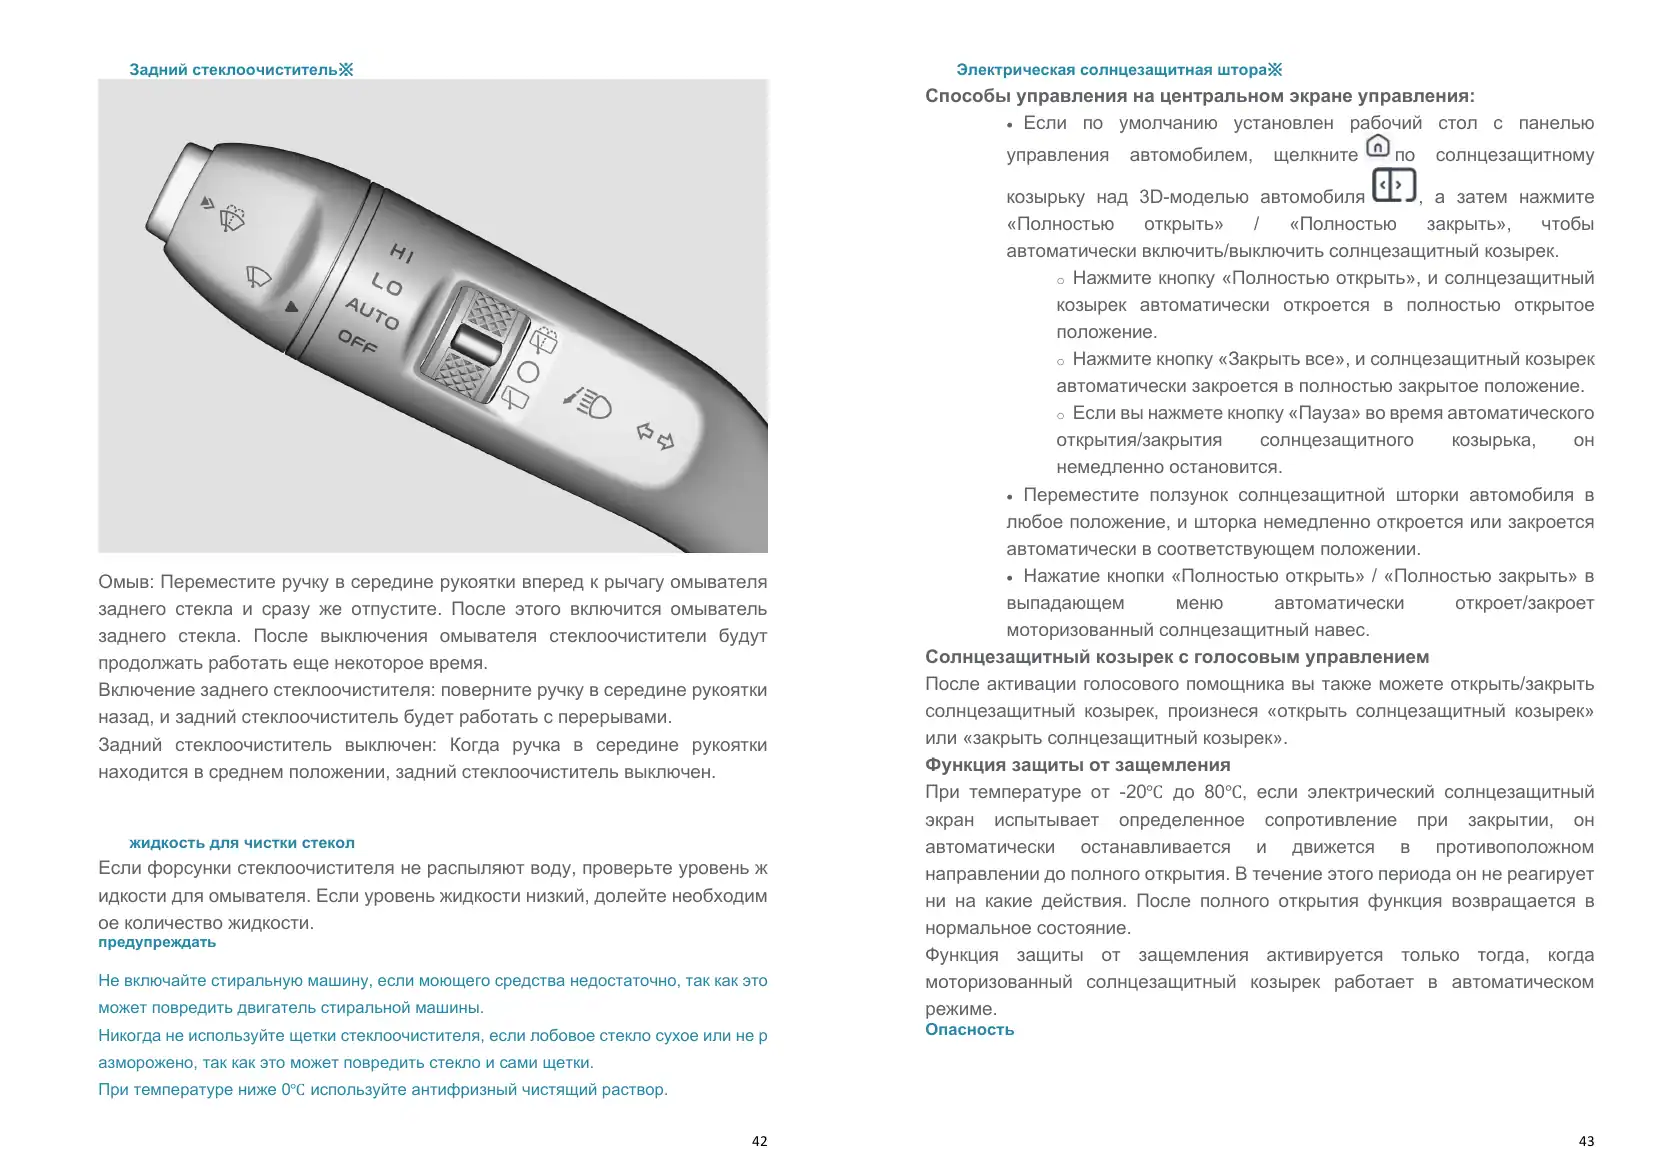 Задний стеклоочиститель※
HI
LO
AUTO
OFF
Омыв: Переместите ручку в середине рукоятки вперед к рычагу омывателя
заднего стекла и сразу же отпустите. После этого включится омыватель
заднего стекла. После выключения омывателя стеклоочистители будут
продолжать работать еще некоторое время.
Включение заднего стеклоочистителя: поверните ручку в середине рукоятки
назад, и задний стеклоочиститель будет работать с перерывами.
Задний стеклоочиститель выключен: Когда ручка в середине рукоятки
находится в среднем положении, задний стеклоочиститель выключен.
жидкость для чистки стекол
Если форсунки стеклоочистителя не распыляют воду, проверьте уровень ж
идкости для омывателя. Если уровень жидкости низкий, долейте необходим
ое количество жидкости.
предупреждать
Не включайте стиральную машину, если моющего средства недостаточно, так как это
может повредить двигатель стиральной машины.
Никогда не используйте щетки стеклоочистителя, если лобовое стекло сухое или не р
азморожено, так как это может повредить стекло и сами щетки.
При температуре ниже 0℃ используйте антифризный чистящий раствор.
42
Электрическая солнцезащитная штора※
Способы управления на центральном экране управления:
• Если по умолчанию установлен рабочий стол с панелью
управления автомобилем, щелкните по солнцезащитному
козырьку над 3D-моделью автомобиля , а затем нажмите
«Полностью открыть» / «Полностью закрыть», чтобы
автоматически включить/выключить солнцезащитный козырек.
○ Нажмите кнопку «Полностью открыть», и солнцезащитный
козырек автоматически откроется в полностью открытое
положение.
○ Нажмите кнопку «Закрыть все», и солнцезащитный козырек
автоматически закроется в полностью закрытое положение.
○ Если вы нажмете кнопку «Пауза» во время автоматического
открытия/закрытия солнцезащитного козырька, он
немедленно остановится.
• Переместите ползунок солнцезащитной шторки автомобиля в
любое положение, и шторка немедленно откроется или закроется
автоматически в соответствующем положении.
• Нажатие кнопки «Полностью открыть» / «Полностью закрыть» в
выпадающем меню автоматически откроет/закроет
моторизованный солнцезащитный навес.
Солнцезащитный козырек с голосовым управлением
После активации голосового помощника вы также можете открыть/закрыть
солнцезащитный козырек, произнеся «открыть солнцезащитный козырек»
или «закрыть солнцезащитный козырек».
Функция защиты от защемления
При температуре от -20℃ до 80℃, если электрический солнцезащитный
экран испытывает определенное сопротивление при закрытии, он
автоматически останавливается и движется в противоположном
направлении до полного открытия. В течение этого периода он не реагирует
ни на какие действия. После полного открытия функция возвращается в
нормальное состояние.
Функция защиты от защемления активируется только тогда, когда
моторизованный солнцезащитный козырек работает в автоматическом
режиме.
Опасность
43